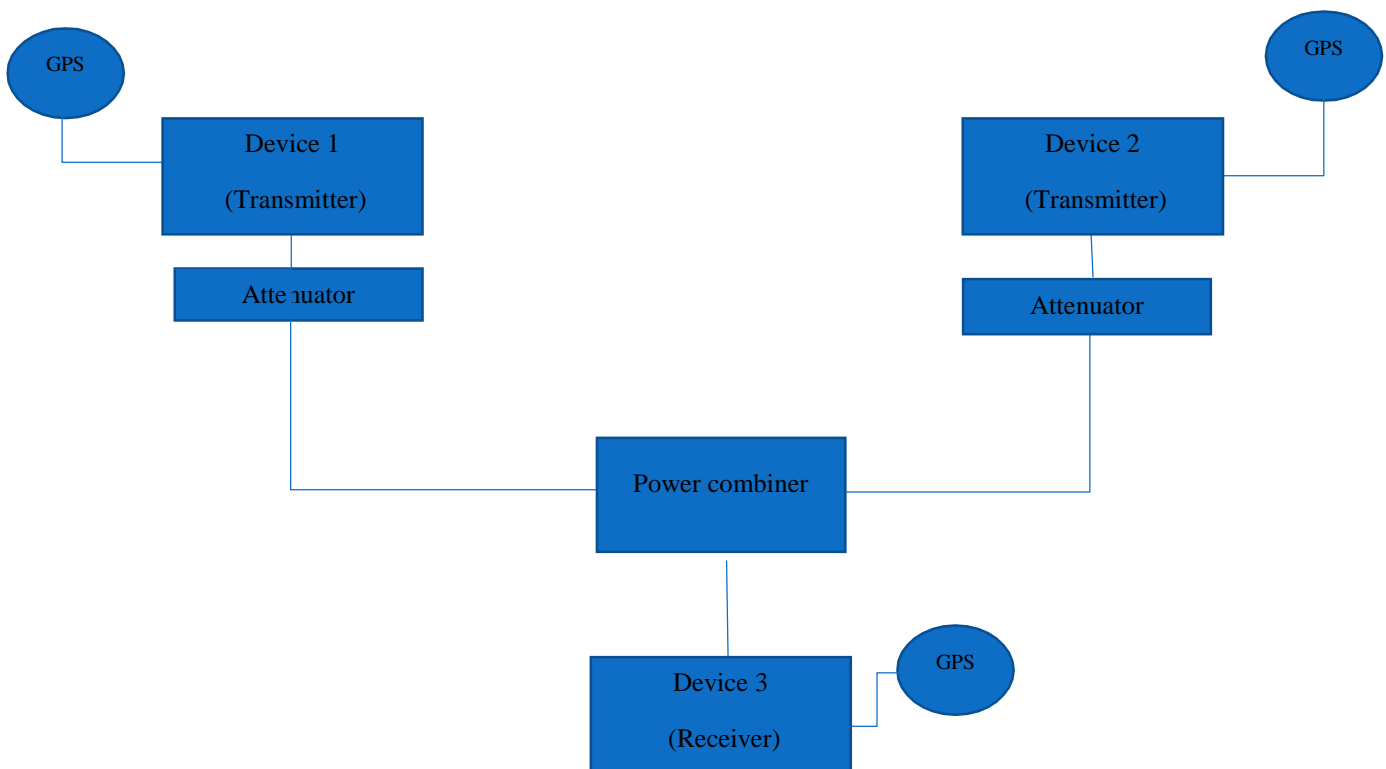 GPS
GPS
Device 1
(Transmitter)
Device 2
(Transmitter)
Attenuator
Attenuator
Power combiner
GPS
Device 3
(Receiver)